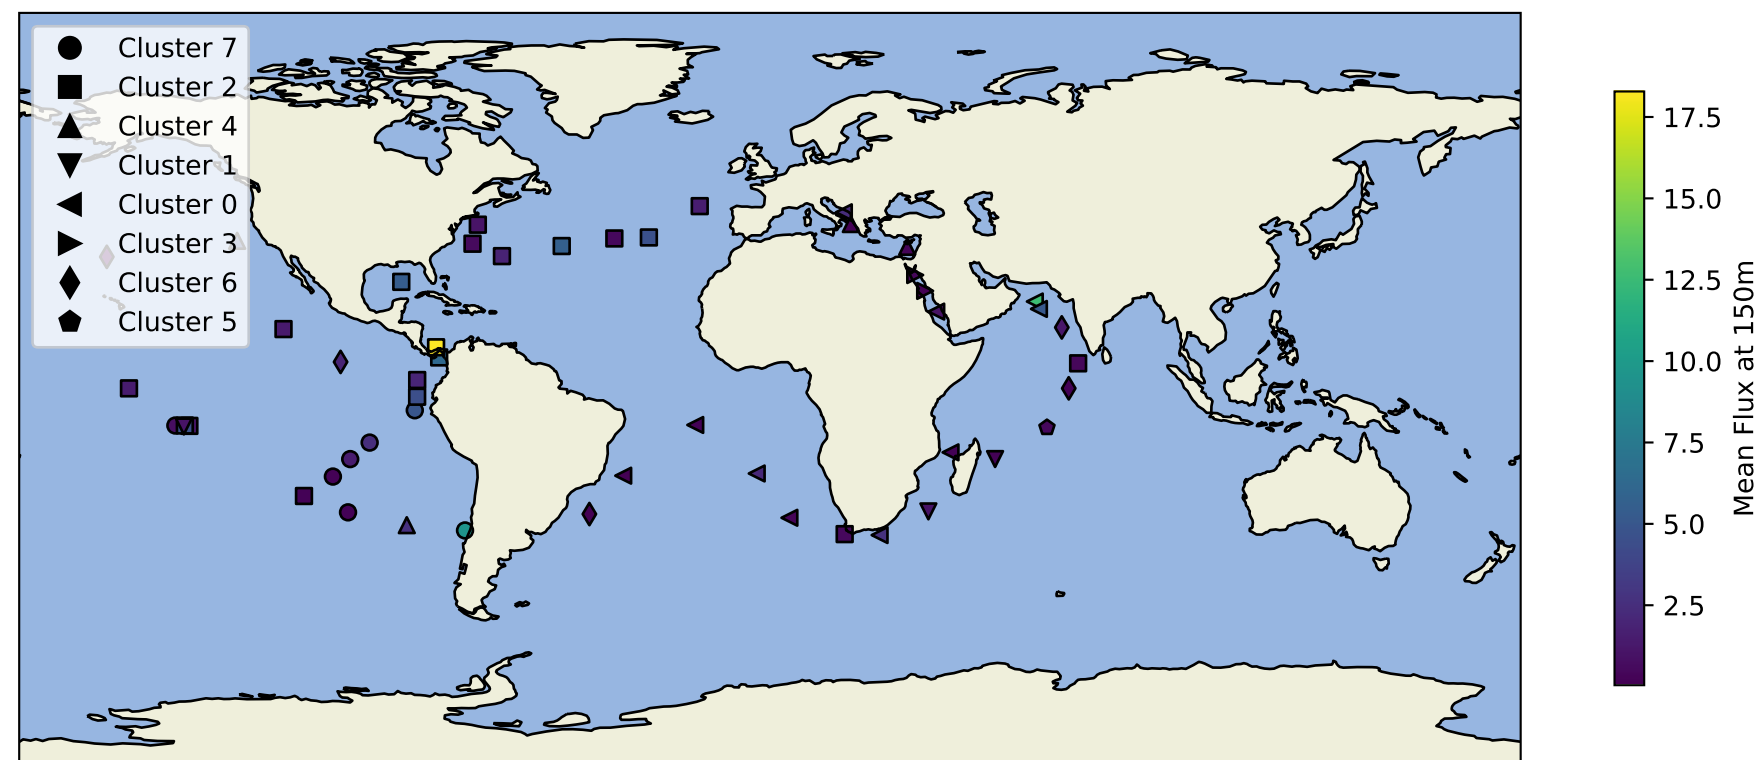 Cluster 7
Cluster 2
Cluster 4
Cluster 1
Cluster 0
Cluster 3
Cluster 6
Cluster 5
17.5
15.0
12.5
10.0
7.5
5.0
2.5
Mean Flux at 150m